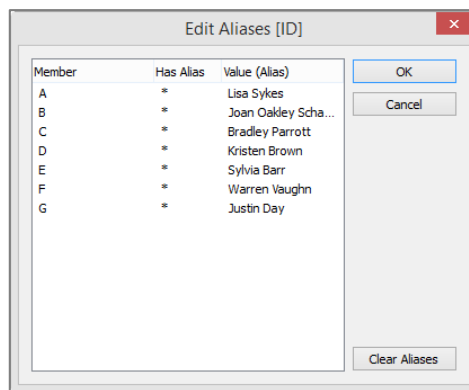 Edit Aliases [ID]
Member Has Alias Value (Alias)
A * Lisa Sykes
B * Joan Oakley Scha...
C * Bradley Parrott
D * Kristen Brown
E * Sylvia Barr
F * Warren Vaughn
G * Justin Day
OK
Cancel
Clear Aliases